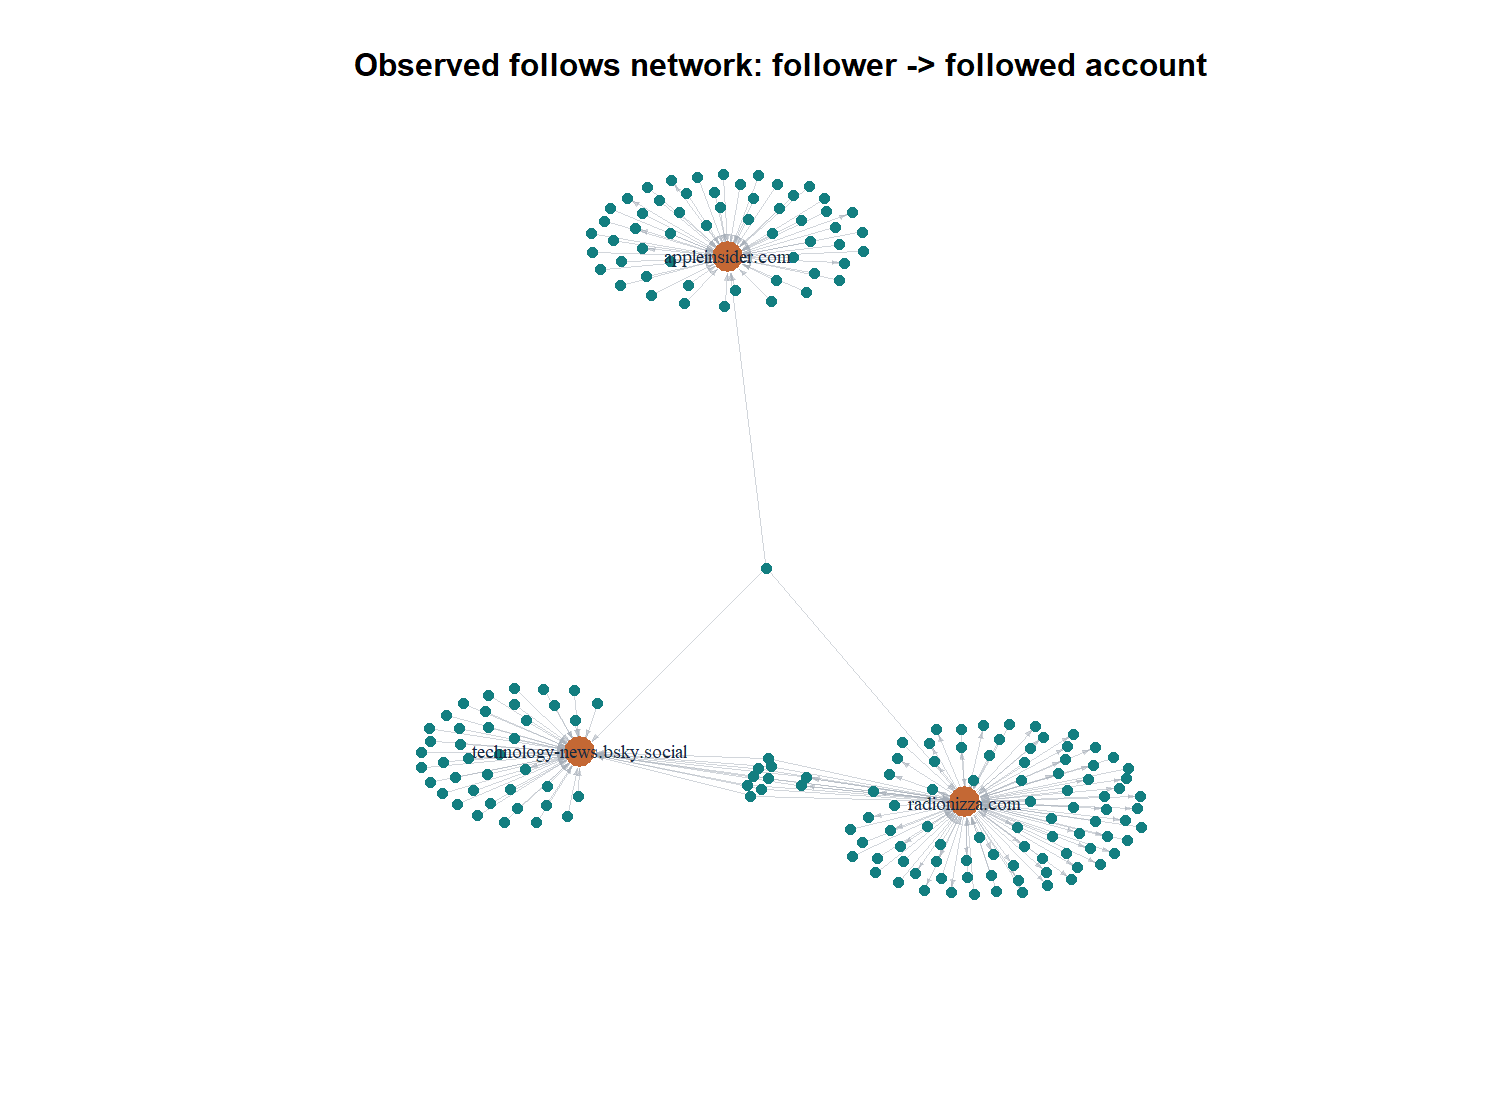 Observed follows network: follower -> followed account
appleinsider.com
technology-news.bsky.social
radionizza.com